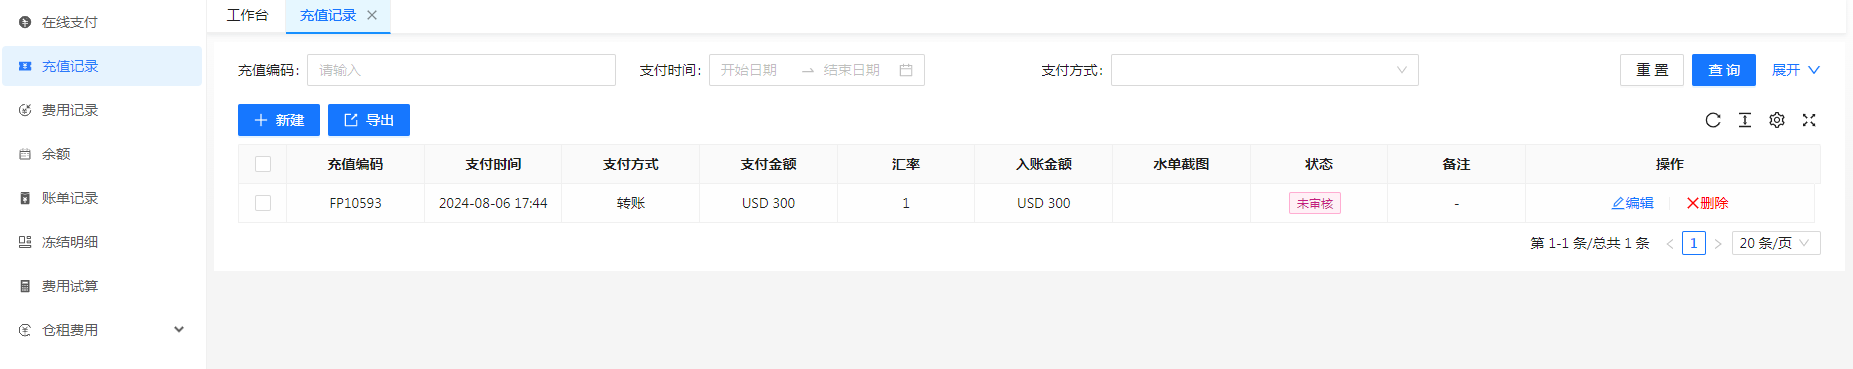 在线支付
充值记录
费用记录
余额
账单记录
冻结明细
费用试算
仓租费用
工作台 充值记录
充值编码: 请输入 支付时间: 开始日期 结束日期 支付方式: 重 置 查 询 展开
新建 导出
充值编码 支付时间 支付方式 支付金额 汇率 入账金额 水单截图 状态 备注 操作
FP10593 2024-08-06 17:44 转账 USD 300 1 USD 300 未审核 - 编辑 删除
第 1-1 条/总共 1 条 1 20 条/页